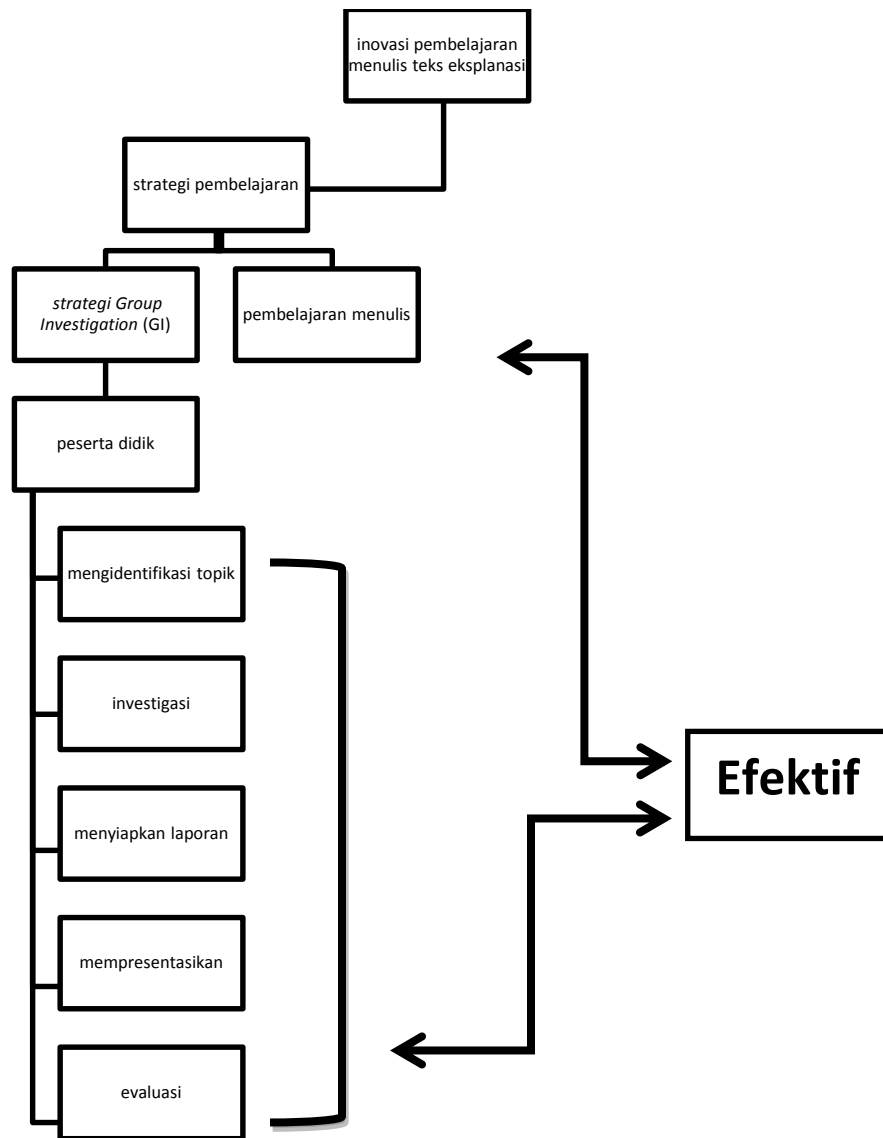 inovasi pembelajaran
menulis teks eksplanasi
strategi pembelajaran
strategi Group
Investigation (GI)
pembelajaran menulis
peserta didik
mengidentifikasi topik
investigasi
menyiapkan laporan
mempresentasikan
evaluasi
Efektif